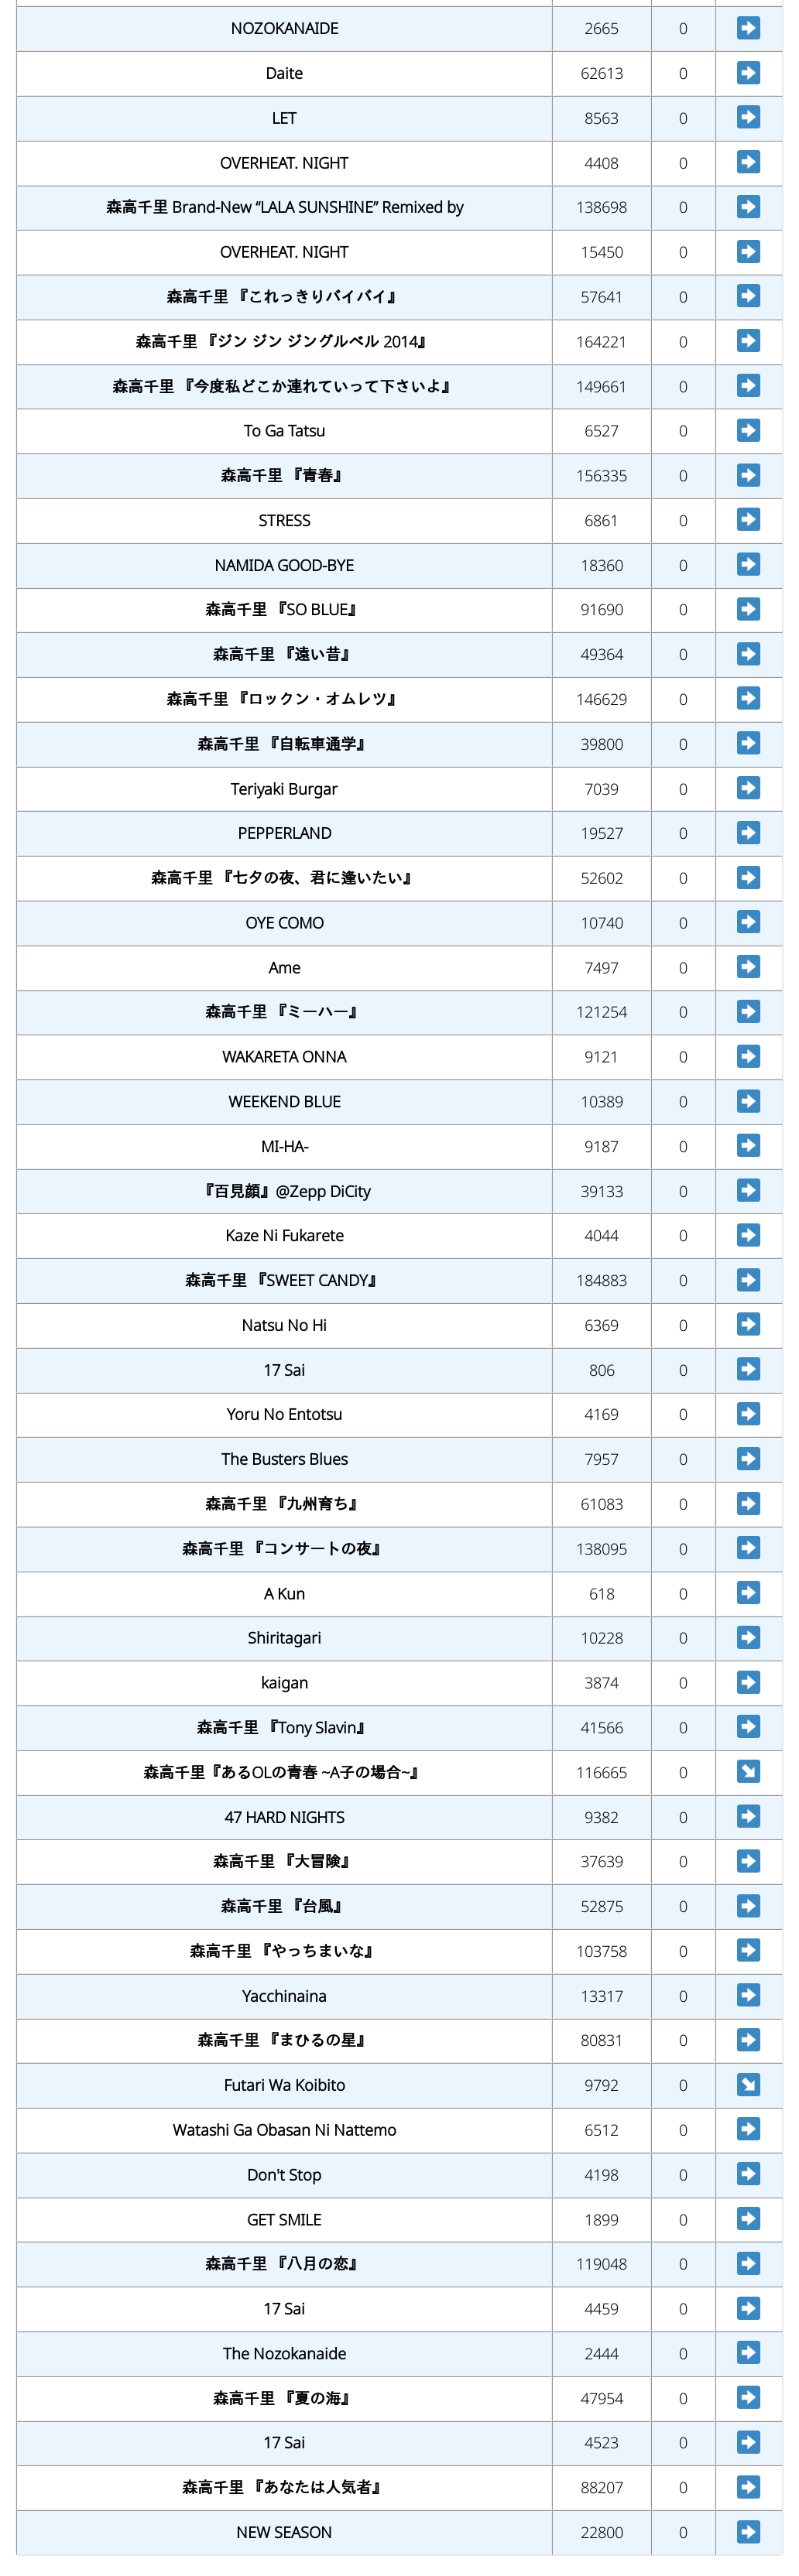 NOZOKANAIDE 2665 0
Daite 62613 0
LET 8563 0
OVERHEAT. NIGHT 4408 0
森高千里 Brand-New “LALA SUNSHINE” Remixed by 138698 0
OVERHEAT. NIGHT 15450 0
森高千里 『これっきりバイバイ』 57641 0
森高千里 『ジン ジン ジングルベル 2014』 164221 0
森高千里 『今度私どこか連れていって下さいよ』 149661 0
To Ga Tatsu 6527 0
森高千里 『青春』 156335 0
STRESS 6861 0
NAMIDA GOOD-BYE 18360 0
森高千里 『SO BLUE』 91690 0
森高千里 『遠い昔』 49364 0
森高千里 『ロックン・オムレツ』 146629 0
森高千里 『自転車通学』 39800 0
Teriyaki Burgar 7039 0
PEPPERLAND 19527 0
森高千里 『七夕の夜、君に逢いたい』 52602 0
OYE COMO 10740 0
Ame 7497 0
森高千里 『ミーハー』 121254 0
WAKARETA ONNA 9121 0
WEEKEND BLUE 10389 0
MI-HA- 9187 0
『百見顔』@Zepp DiCity 39133 0
Kaze Ni Fukarete 4044 0
森高千里 『SWEET CANDY』 184883 0
Natsu No Hi 6369 0
17 Sai 806 0
Yoru No Entotsu 4169 0
The Busters Blues 7957 0
森高千里 『九州育ち』 61083 0
森高千里 『コンサートの夜』 138095 0
A Kun 618 0
Shiritagari 10228 0
kaigan 3874 0
森高千里 『Tony Slavin』 41566 0
森高千里『あるOLの青春 ~A子の場合~』 116665 0
47 HARD NIGHTS 9382 0
森高千里 『大冒険』 37639 0
森高千里 『台風』 52875 0
森高千里 『やっちまいな』 103758 0
Yacchinaina 13317 0
森高千里 『まひるの星』 80831 0
Futari Wa Koibito 9792 0
Watashi Ga Obasan Ni Nattemo 6512 0
Don't Stop 4198 0
GET SMILE 1899 0
森高千里 『八月の恋』 119048 0
17 Sai 4459 0
The Nozokanaide 2444 0
森高千里 『夏の海』 47954 0
17 Sai 4523 0
森高千里 『あなたは人気者』 88207 0
NEW SEASON 22800 0